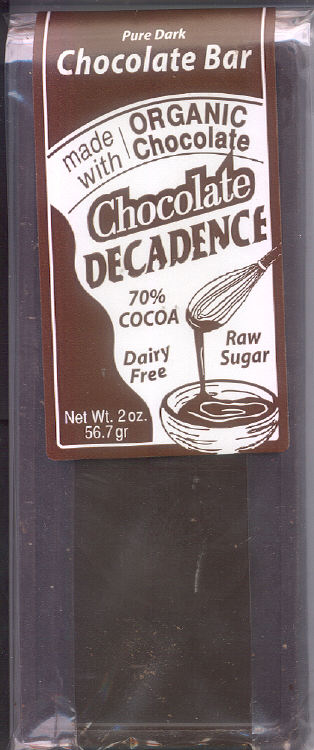 Pure Dark
Chocolate Bar
made with
ORGANIC
Chocolate
Chocolate
DECADENCE
70%
COCOA
Dairy
Free
Raw
Sugar
Net Wt. 2 oz.
56.7 gr